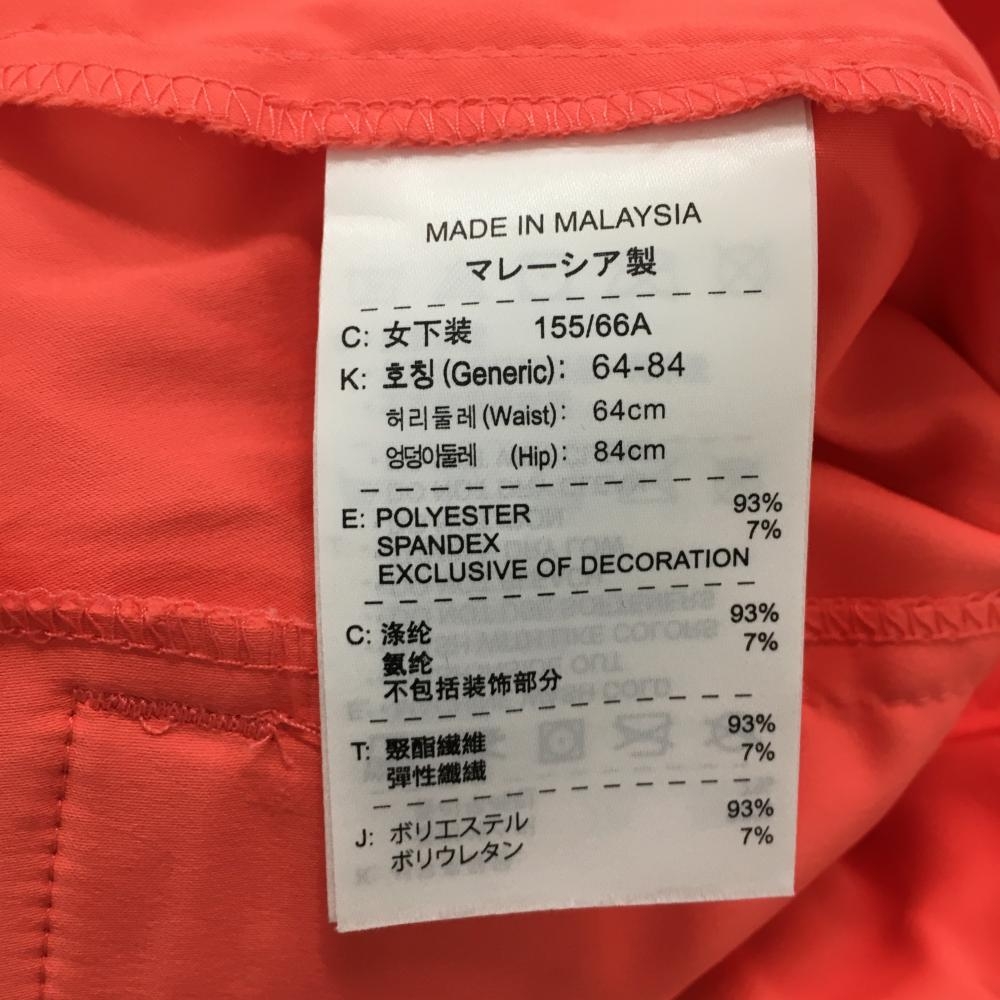 MADE IN MALAYSIA
マレーシア製
C: 女下装 155/66A
K: 호칭 (Generic): 64-84
허리둘레 (Waist): 64cm
엉덩아둘레 (Hip): 84cm
E: POLYESTER 93%
SPANDEX 7%
EXCLUSIVE OF DECORATION
C: 涤纶 93%
氨纶 7%
不包括装饰部分
T: 聚酯纖維 93%
彈性纖纖 7%
J: ポリエステル 93%
ポリウレタン 7%